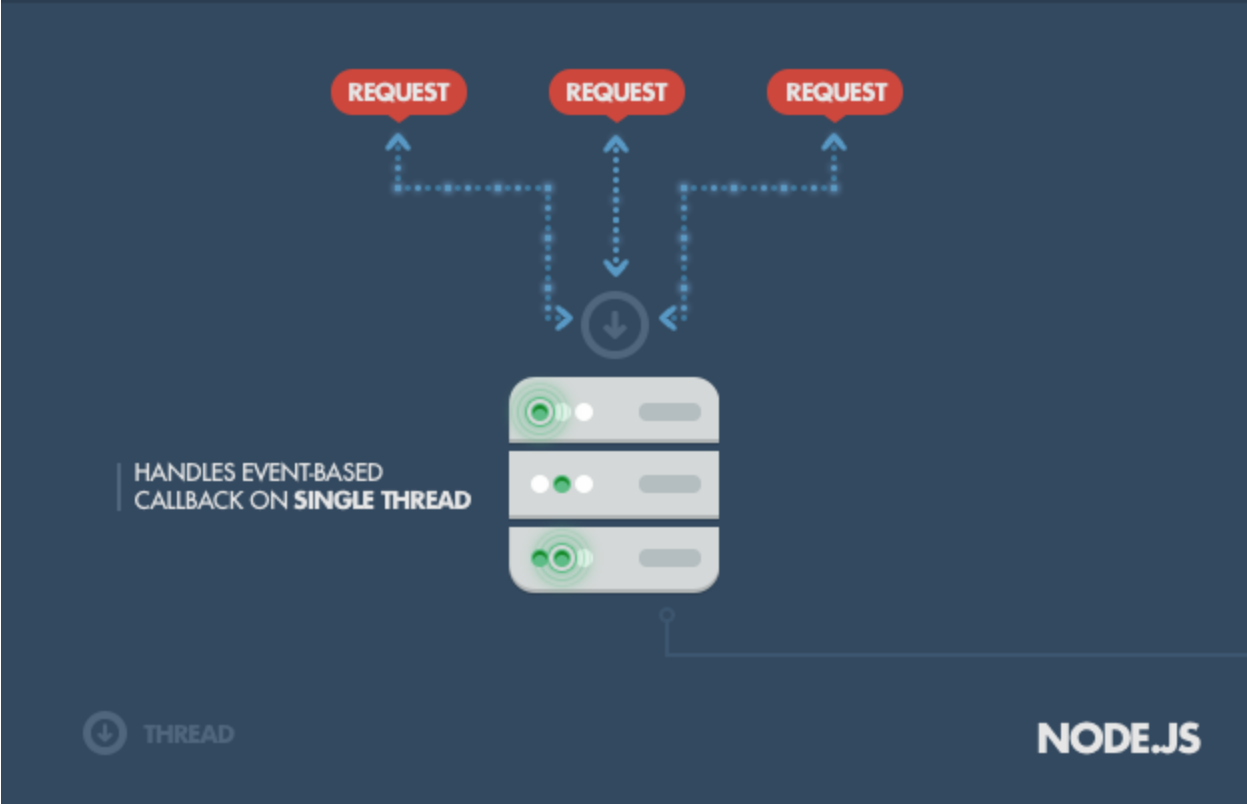 REQUEST REQUEST REQUEST
HANDLES EVENT-BASED
CALLBACK ON SINGLE THREAD
THREAD
NODE.JS